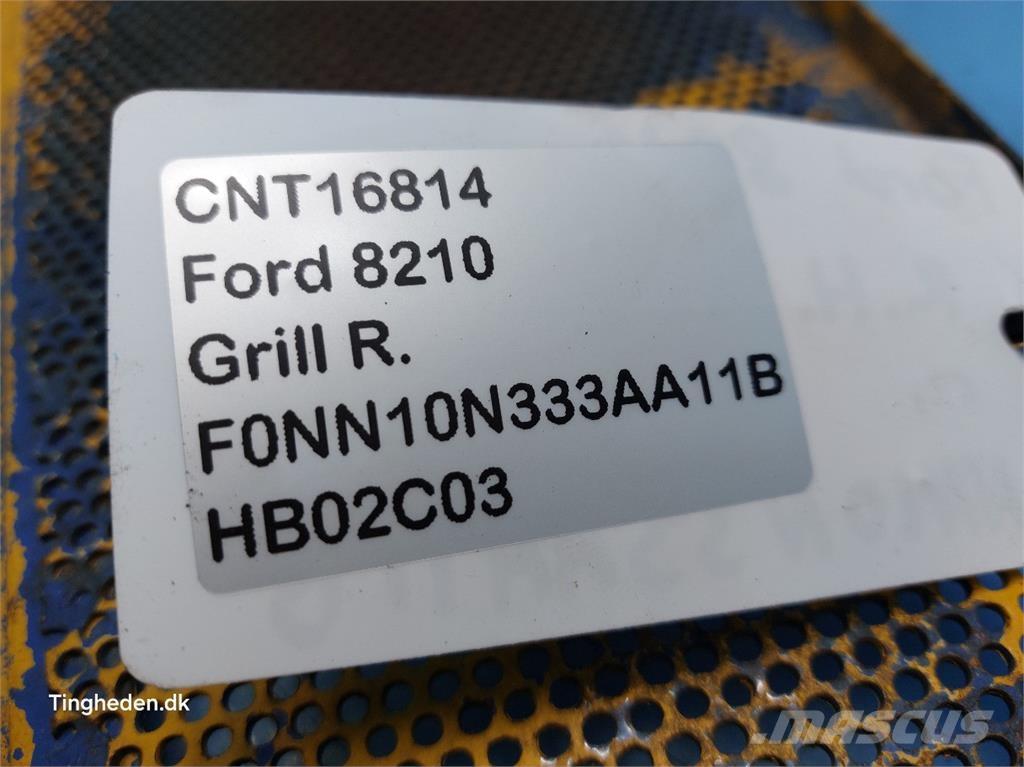 CNT16814
Ford 8210
Grill R.
F0NN10N333AA11B
HB02C03
Tingheden.dk
MASCUS